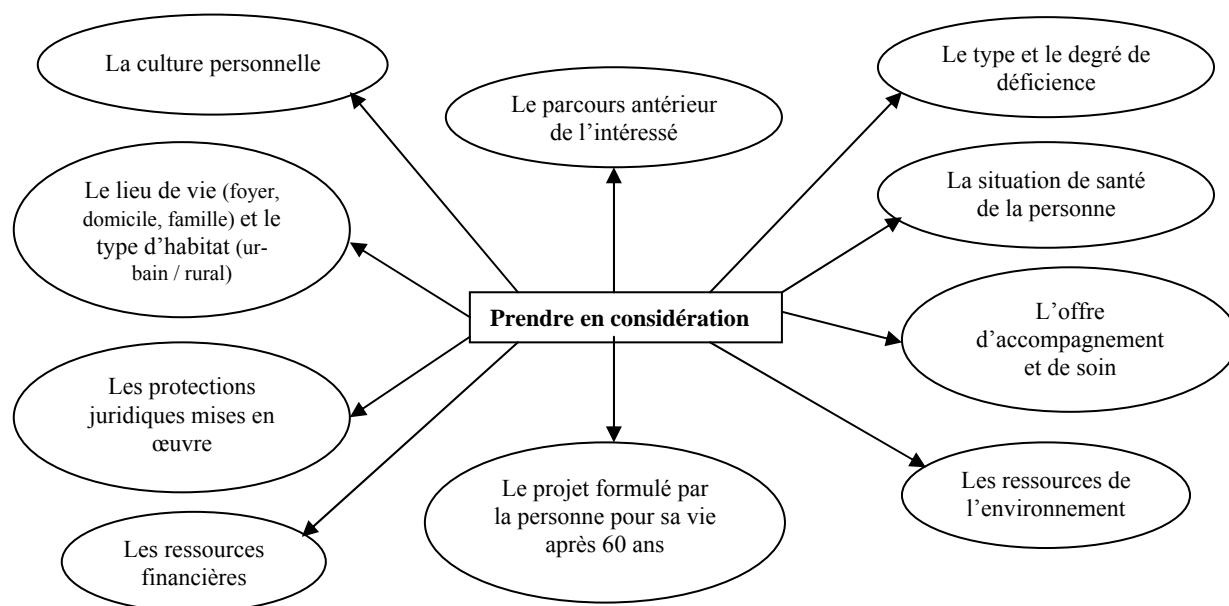 La culture personnelle
Le parcours antérieur
de l’intéressé
Le type et le degré de
déficience
Le lieu de vie (foyer,
domicile, famille) et le
type d’habitat (ur-
bain / rural)
La situation de santé
de la personne
Prendre en considération
L’offre
d’accompagnement
et de soin
Les protections
juridiques mises en
œuvre
Le projet formulé par
la personne pour sa vie
après 60 ans
Les ressources de
l’environnement
Les ressources
financières